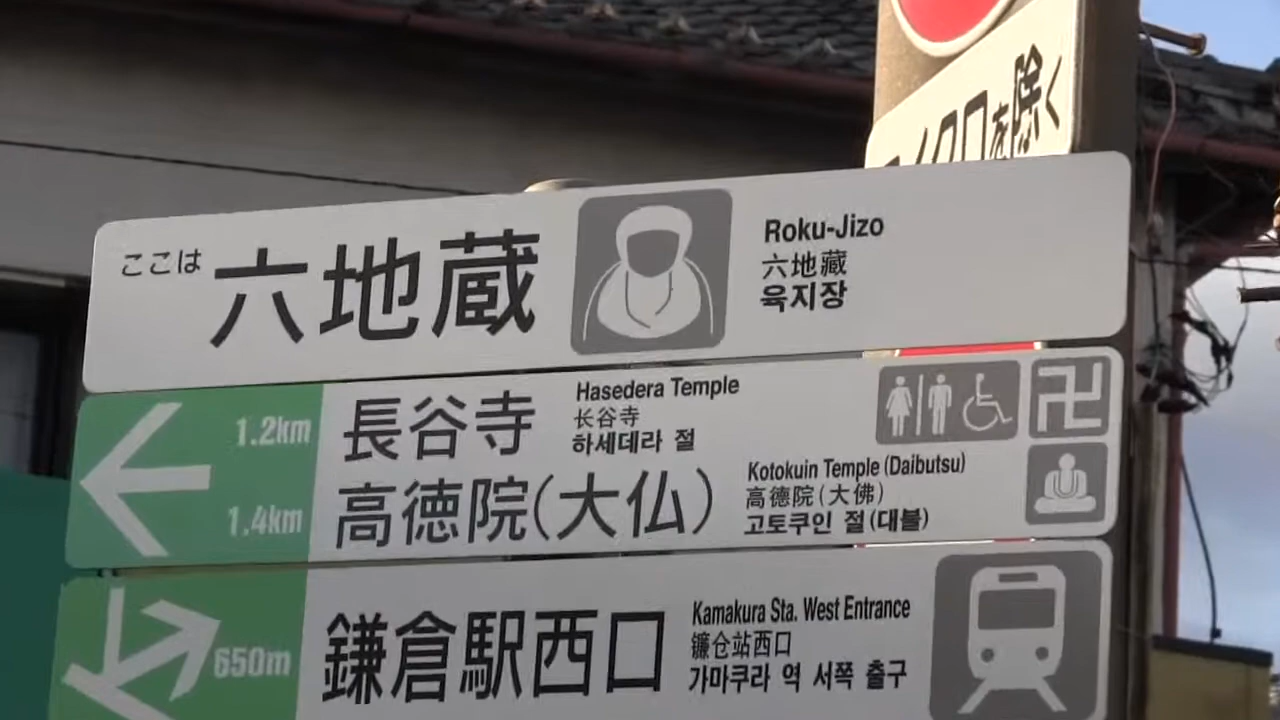 を除く
ここは 六地蔵
Roku-Jizo
六地藏
육지장
1.2km
長谷寺
Hasedera Temple
长谷寺
하세데라 절
1.4km
高徳院(大仏)
Kotokuin Temple (Daibutsu)
高德院(大佛)
고토쿠인 절(대불)
650m
鎌倉駅西口
Kamakura Sta. West Entrance
镰仓站西口
가마쿠라 역 서쪽 출구